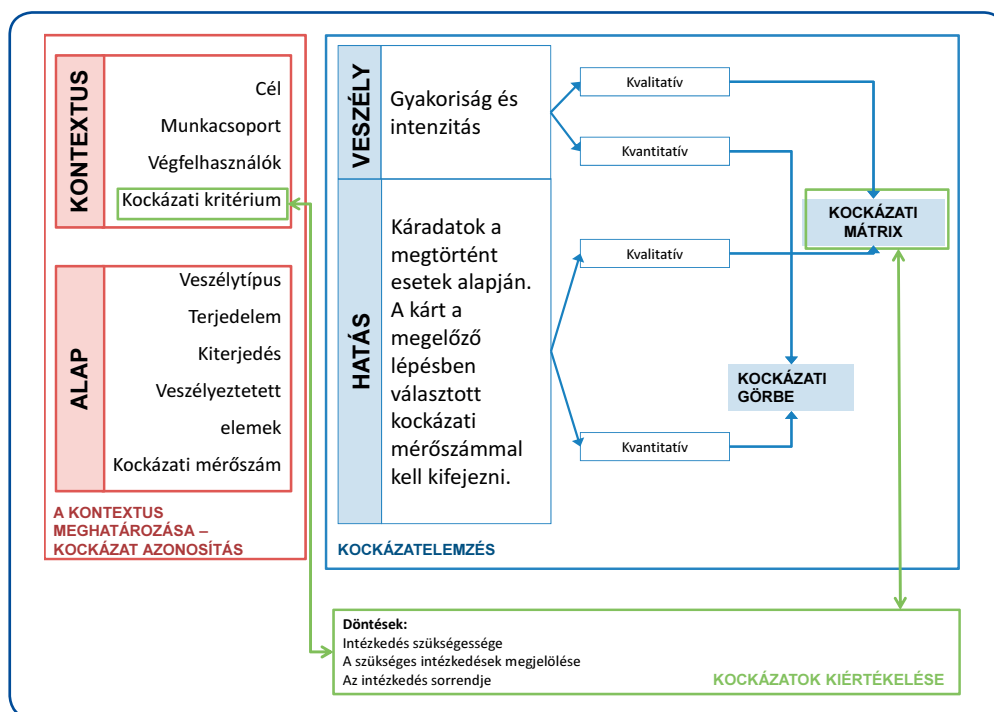 KONTEXTUS
Cél
Munkacsoport
Végfelhasználók
Kockázati kritérium
ALAP
Veszélytípus
Terjedelem
Kiterjedés
Veszélyeztetett
elemek
Kockázati mérőszám
A KONTEXTUS
MEGHATÁROZÁSA –
KOCKÁZAT AZONOSÍTÁS
VESZÉLY
Gyakoriság és
intenzitás
Kvalitatív
Kvantitatív
HATÁS
Káradatok a
megtörtént
esetek alapján.
A kárt a
megelőző
lépésben
választott
kockázati
mérőszámmal
kell kifejezni.
Kvalitatív
Kvantitatív
KOCKÁZATI
MÁTRIX
KOCKÁZATI
GÖRBE
KOCKÁZATELEMZÉS
Döntések:
Intézkedés szükségessége
A szükséges intézkedések megjelölése
Az intézkedés sorrendje
KOCKÁZATOK KIÉRTÉKELÉSE